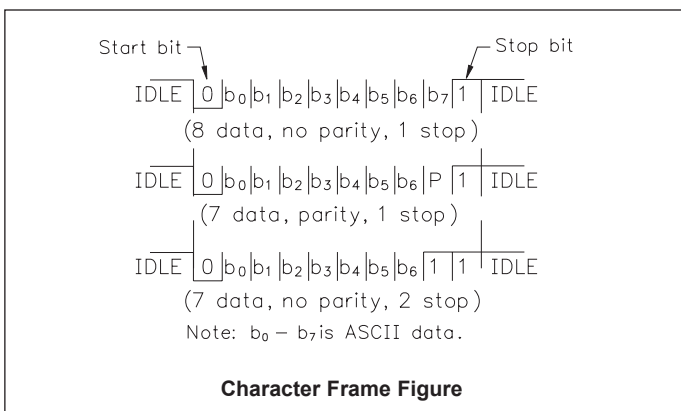 Start bit Stop bit
IDLE 0 b₀ b₁ b₂ b₃ b₄ b₅ b₆ b₇ 1 IDLE
(8 data, no parity, 1 stop)
IDLE 0 b₀ b₁ b₂ b₃ b₄ b₅ b₆ P 1 IDLE
(7 data, parity, 1 stop)
IDLE 0 b₀ b₁ b₂ b₃ b₄ b₅ b₆ 1 1 IDLE
(7 data, no parity, 2 stop)
Note: b₀ – b₇ is ASCII data.
Character Frame Figure